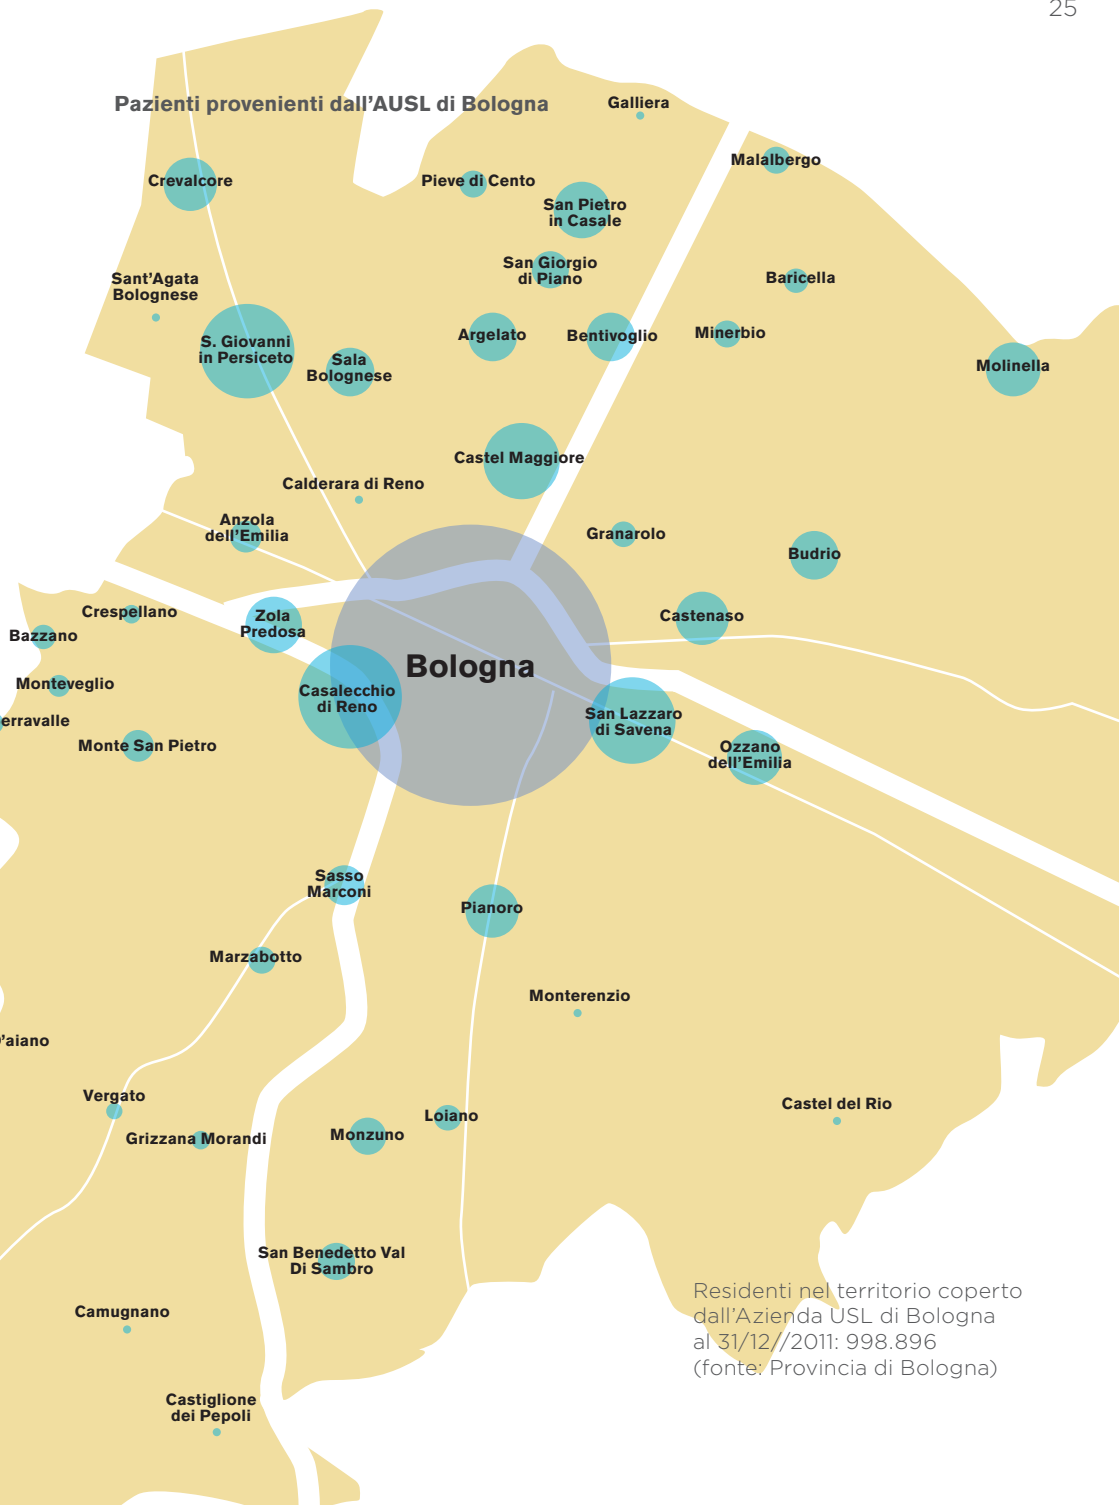 25
Pazienti provenienti dall'AUSL di Bologna
Galliera
Malalbergo
Crevalcore
Pieve di Cento
San Pietro
in Casale
San Giorgio
di Piano
Sant'Agata
Bolognese
Baricella
S. Giovanni
in Persiceto
Sala
Bolognese
Argelato
Bentivoglio
Minerbio
Molinella
Castel Maggiore
Calderara di Reno
Anzola
dell'Emilia
Granarolo
Budrio
Crespellano
Zola
Predosa
Castenaso
Bazzano
Bologna
Monteveglio
Casalecchio
di Reno
erravalle
San Lazzaro
di Savena
Monte San Pietro
Ozzano
dell'Emilia
Sasso
Marconi
Pianoro
Marzabotto
Monterenzio
'aiano
Vergato
Castel del Rio
Grizzana Morandi
Monzuno
Loiano
San Benedetto Val
Di Sambro
Camugnano
Residenti nel territorio coperto
dall'Azienda USL di Bologna
al 31/12//2011: 998.896
(fonte: Provincia di Bologna)
Castiglione
dei Pepoli